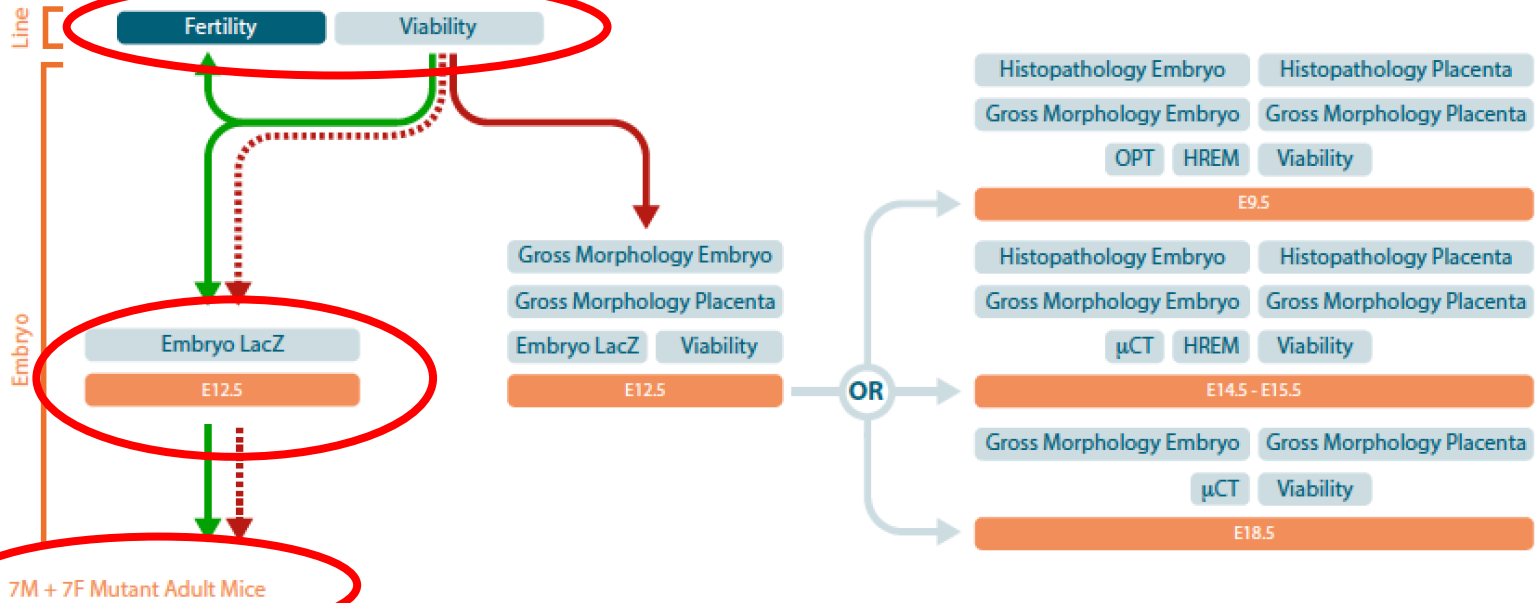 Line
Fertility Viability
Embryo
Embryo LacZ
E12.5
7M + 7F Mutant Adult Mice
Gross Morphology Embryo
Gross Morphology Placenta
Embryo LacZ Viability
E12.5
OR
Histopathology Embryo Histopathology Placenta
Gross Morphology Embryo Gross Morphology Placenta
OPT HREM Viability
E9.5
Histopathology Embryo Histopathology Placenta
Gross Morphology Embryo Gross Morphology Placenta
μCT HREM Viability
E14.5 - E15.5
Gross Morphology Embryo Gross Morphology Placenta
μCT Viability
E18.5